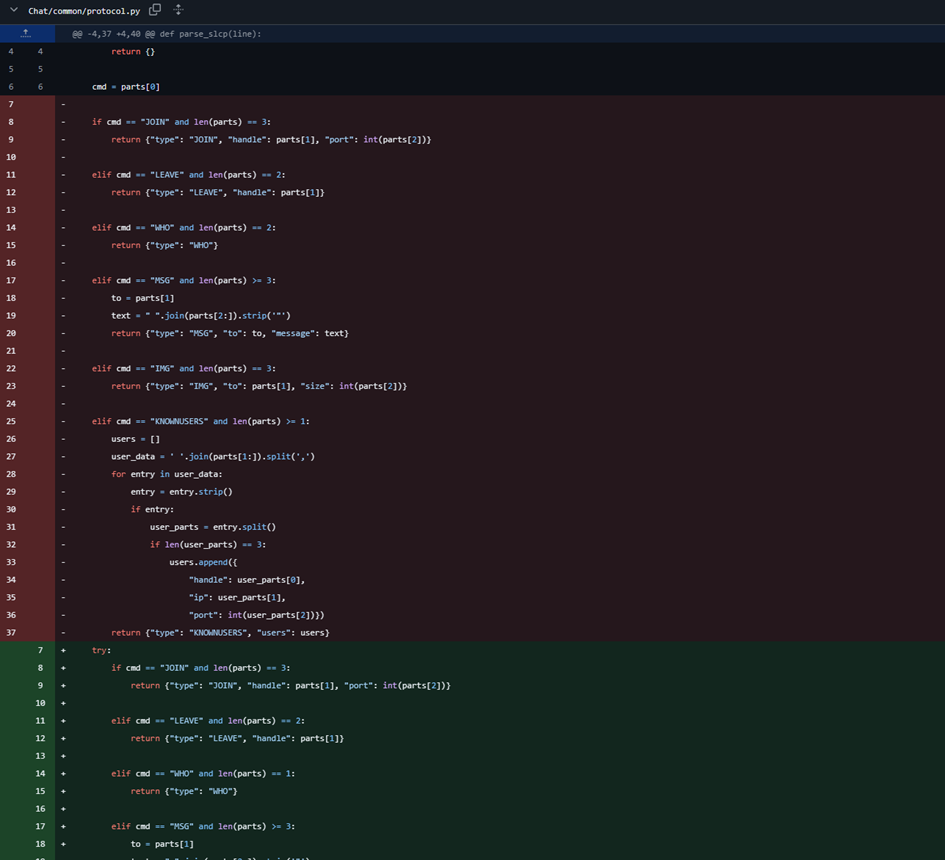 Chat/common/protocol.py
@@ -4,37 +4,40 @@ def parse_slcp(line):
4 4 return {}
5 5
6 6 cmd = parts[0]
7 -
8 - if cmd == "JOIN" and len(parts) == 3:
9 - return {"type": "JOIN", "handle": parts[1], "port": int(parts[2])}
10 -
11 - elif cmd == "LEAVE" and len(parts) == 2:
12 - return {"type": "LEAVE", "handle": parts[1]}
13 -
14 - elif cmd == "WHO" and len(parts) == 2:
15 - return {"type": "WHO"}
16 -
17 - elif cmd == "MSG" and len(parts) >= 3:
18 - to = parts[1]
19 - text = " ".join(parts[2:]).strip('"')
20 - return {"type": "MSG", "to": to, "message": text}
21 -
22 - elif cmd == "IMG" and len(parts) == 3:
23 - return {"type": "IMG", "to": parts[1], "size": int(parts[2])}
24 -
25 - elif cmd == "KNOWNUSERS" and len(parts) >= 1:
26 - users = []
27 - user_data = ' '.join(parts[1:]).split(',')
28 - for entry in user_data:
29 - entry = entry.strip()
30 - if entry:
31 - user_parts = entry.split()
32 - if len(user_parts) == 3:
33 - users.append({
34 - "handle": user_parts[0],
35 - "ip": user_parts[1],
36 - "port": int(user_parts[2])})
37 - return {"type": "KNOWNUSERS", "users": users}
7 + try:
8 + if cmd == "JOIN" and len(parts) == 3:
9 + return {"type": "JOIN", "handle": parts[1], "port": int(parts[2])}
10 +
11 + elif cmd == "LEAVE" and len(parts) == 2:
12 + return {"type": "LEAVE", "handle": parts[1]}
13 +
14 + elif cmd == "WHO" and len(parts) == 1:
15 + return {"type": "WHO"}
16 +
17 + elif cmd == "MSG" and len(parts) >= 3:
18 + to = parts[1]